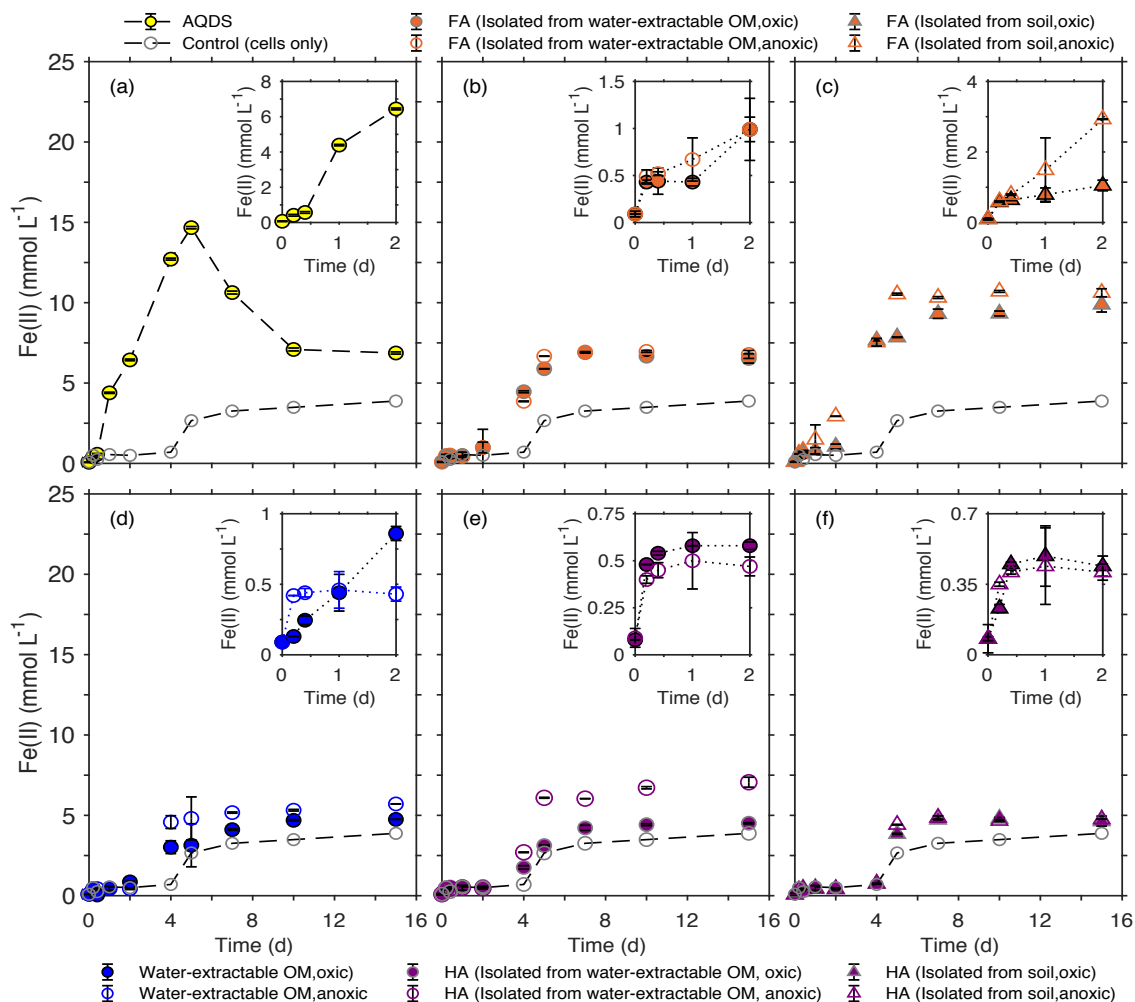 AQDS
FA (Isolated from water-extractable OM,oxic)
FA (Isolated from soil,oxic)
Control (cells only)
FA (Isolated from water-extractable OM,anoxic)
FA (Isolated from soil,anoxic)
25
20
15
10
5
0
Fe(II) (mmol L⁻¹)
(a)
8
6
4
2
0
Fe(II) (mmol L⁻¹)
0 1 2
Time (d)
(b)
1.5
1
0.5
0
Fe(II) (mmol L⁻¹)
0 1 2
Time (d)
(c)
4
2
0
Fe(II) (mmol L⁻¹)
0 1 2
Time (d)
25
20
15
10
5
0
Fe(II) (mmol L⁻¹)
(d)
1
0.5
0
Fe(II) (mmol L⁻¹)
0 1 2
Time (d)
(e)
0.75
0.5
0.25
0
Fe(II) (mmol L⁻¹)
0 1 2
Time (d)
(f)
0.7
0.35
0
Fe(II) (mmol L⁻¹)
0 1 2
Time (d)
0 4 8 12 16
0 4 8 12 16
0 4 8 12 16
Time (d)
Time (d)
Time (d)
Water-extractable OM,oxic
HA (Isolated from water-extractable OM, oxic)
HA (Isolated from soil,oxic)
Water-extractable OM,anoxic
HA (Isolated from water-extractable OM, anoxic)
HA (Isolated from soil,anoxic)